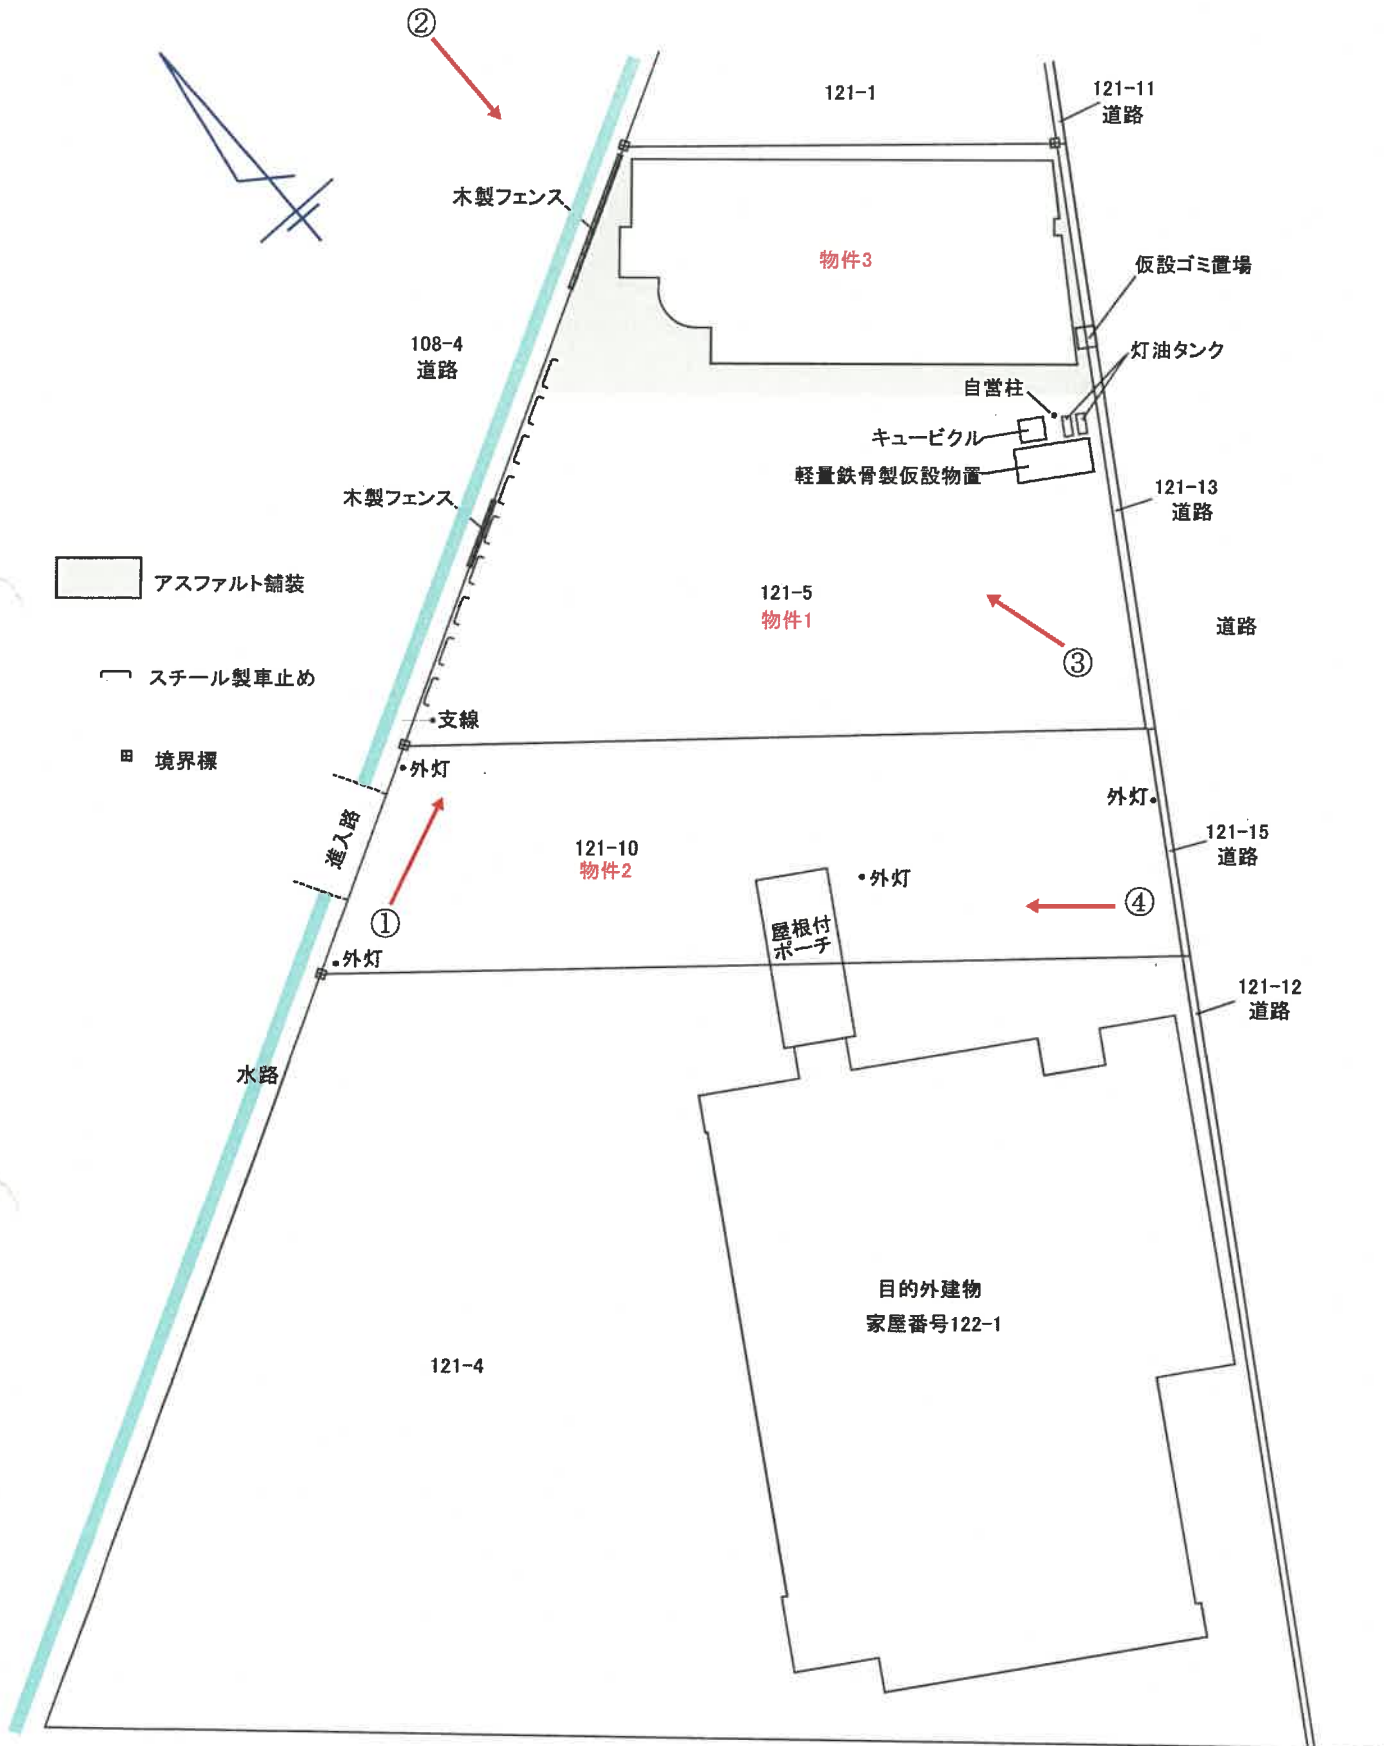 ②
121-1
121-11
道路
木製フェンス
物件3
仮設ゴミ置場
108-4
道路
灯油タンク
自営柱
キュービクル
軽量鉄骨製仮設物置
木製フェンス
121-13
道路
アスファルト舗装
121-5
物件1
道路
③
スチール製車止め
支線
境界標
外灯
外灯
進入路
121-10
物件2
121-15
道路
外灯
④
①
屋根付
ポーチ
外灯
121-12
道路
水路
目的外建物
家屋番号122-1
121-4